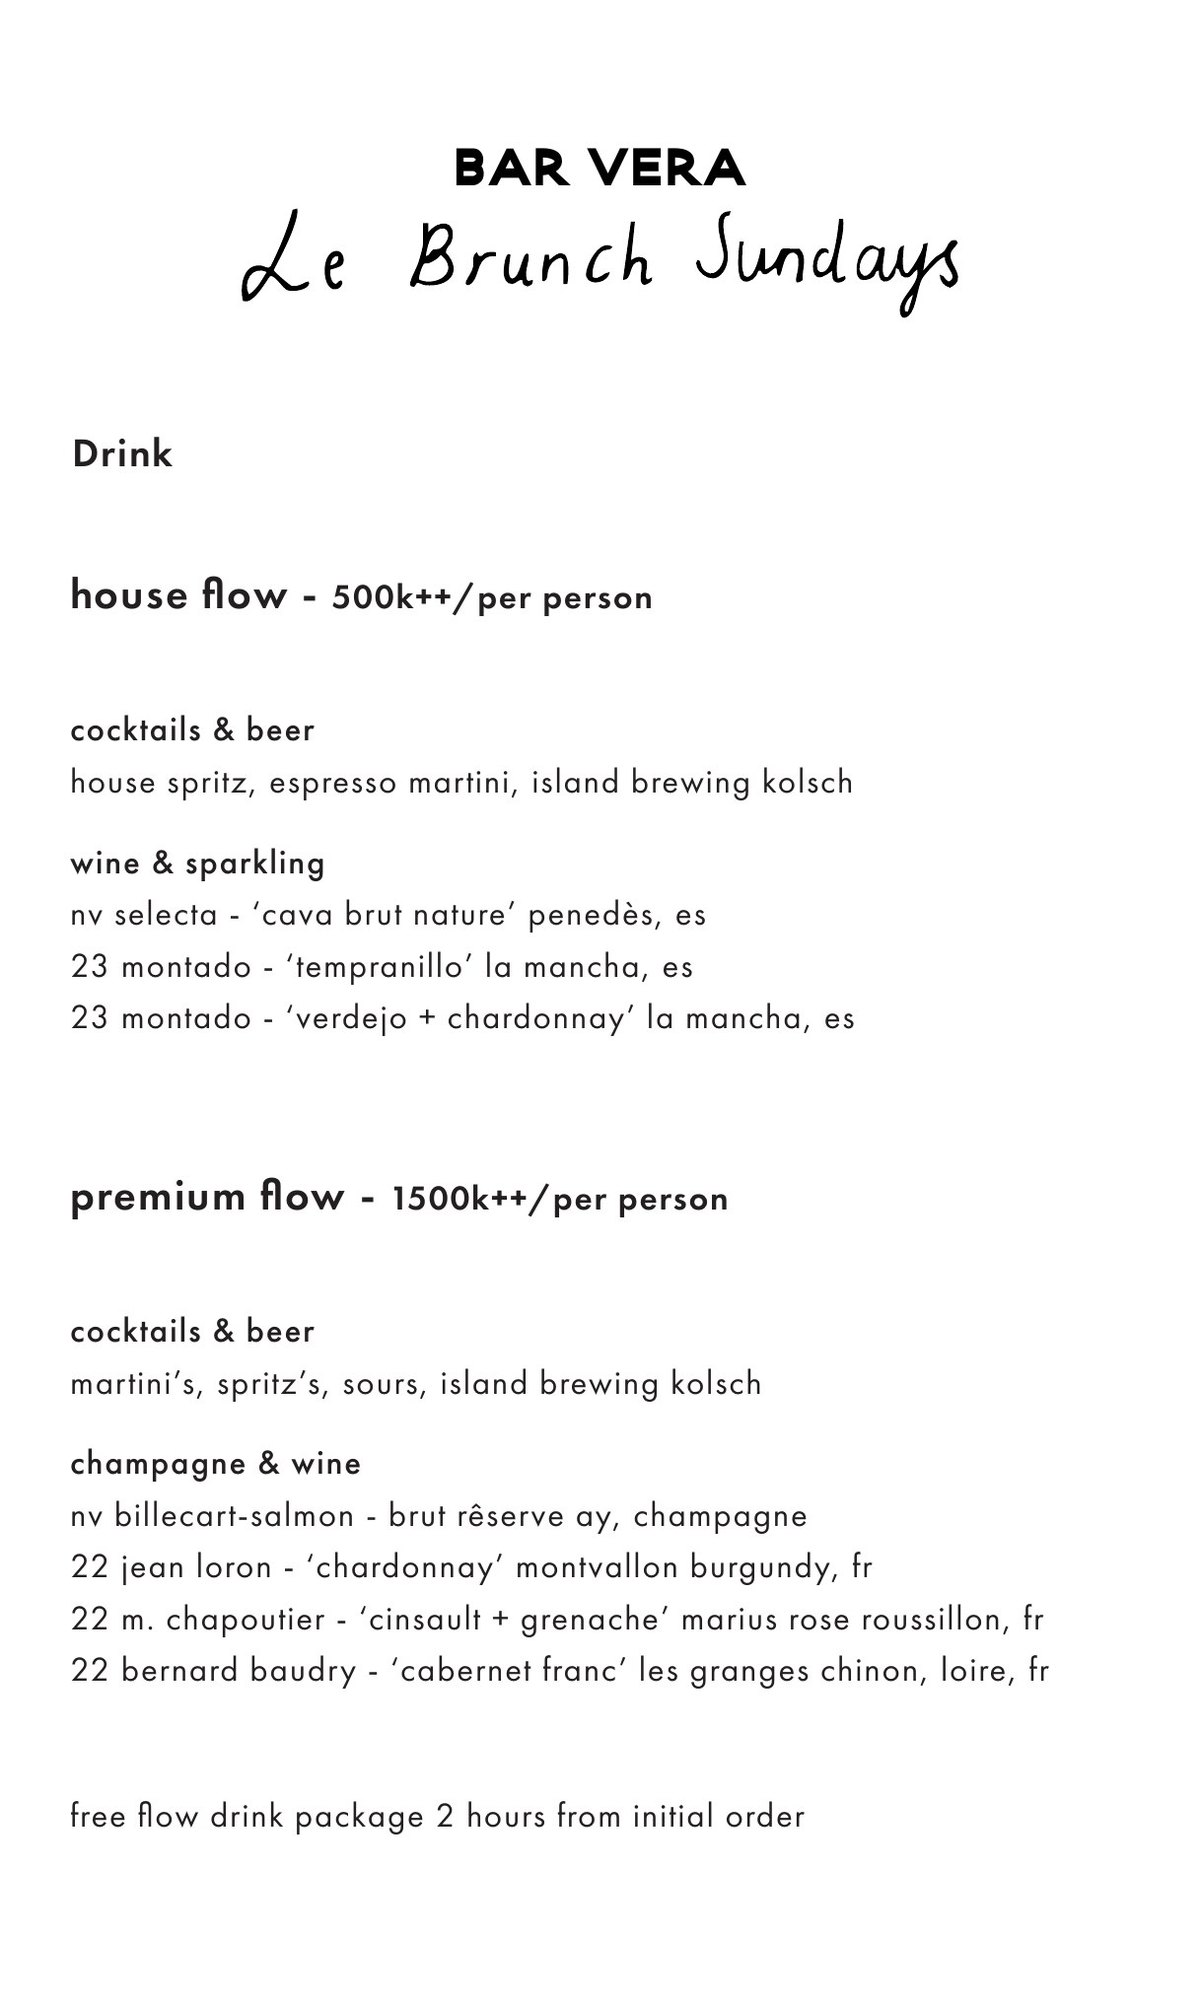 BAR VERA
Le Brunch Sundays
Drink
house flow - 500k++/per person
cocktails & beer
house spritz, espresso martini, island brewing kolsch
wine & sparkling
nv selecta - ‘cava brut nature’ penedès, es
23 montado - ‘tempranillo’ la mancha, es
23 montado - ‘verdejo + chardonnay’ la mancha, es
premium flow - 1500k++/per person
cocktails & beer
martini’s, spritz’s, sours, island brewing kolsch
champagne & wine
nv billecart-salmon - brut rêserve ay, champagne
22 jean loron - ‘chardonnay’ montvallon burgundy, fr
22 m. chapoutier - ‘cinsault + grenache’ marius rose roussillon, fr
22 bernard baudry - ‘cabernet franc’ les granges chinon, loire, fr
free flow drink package 2 hours from initial order